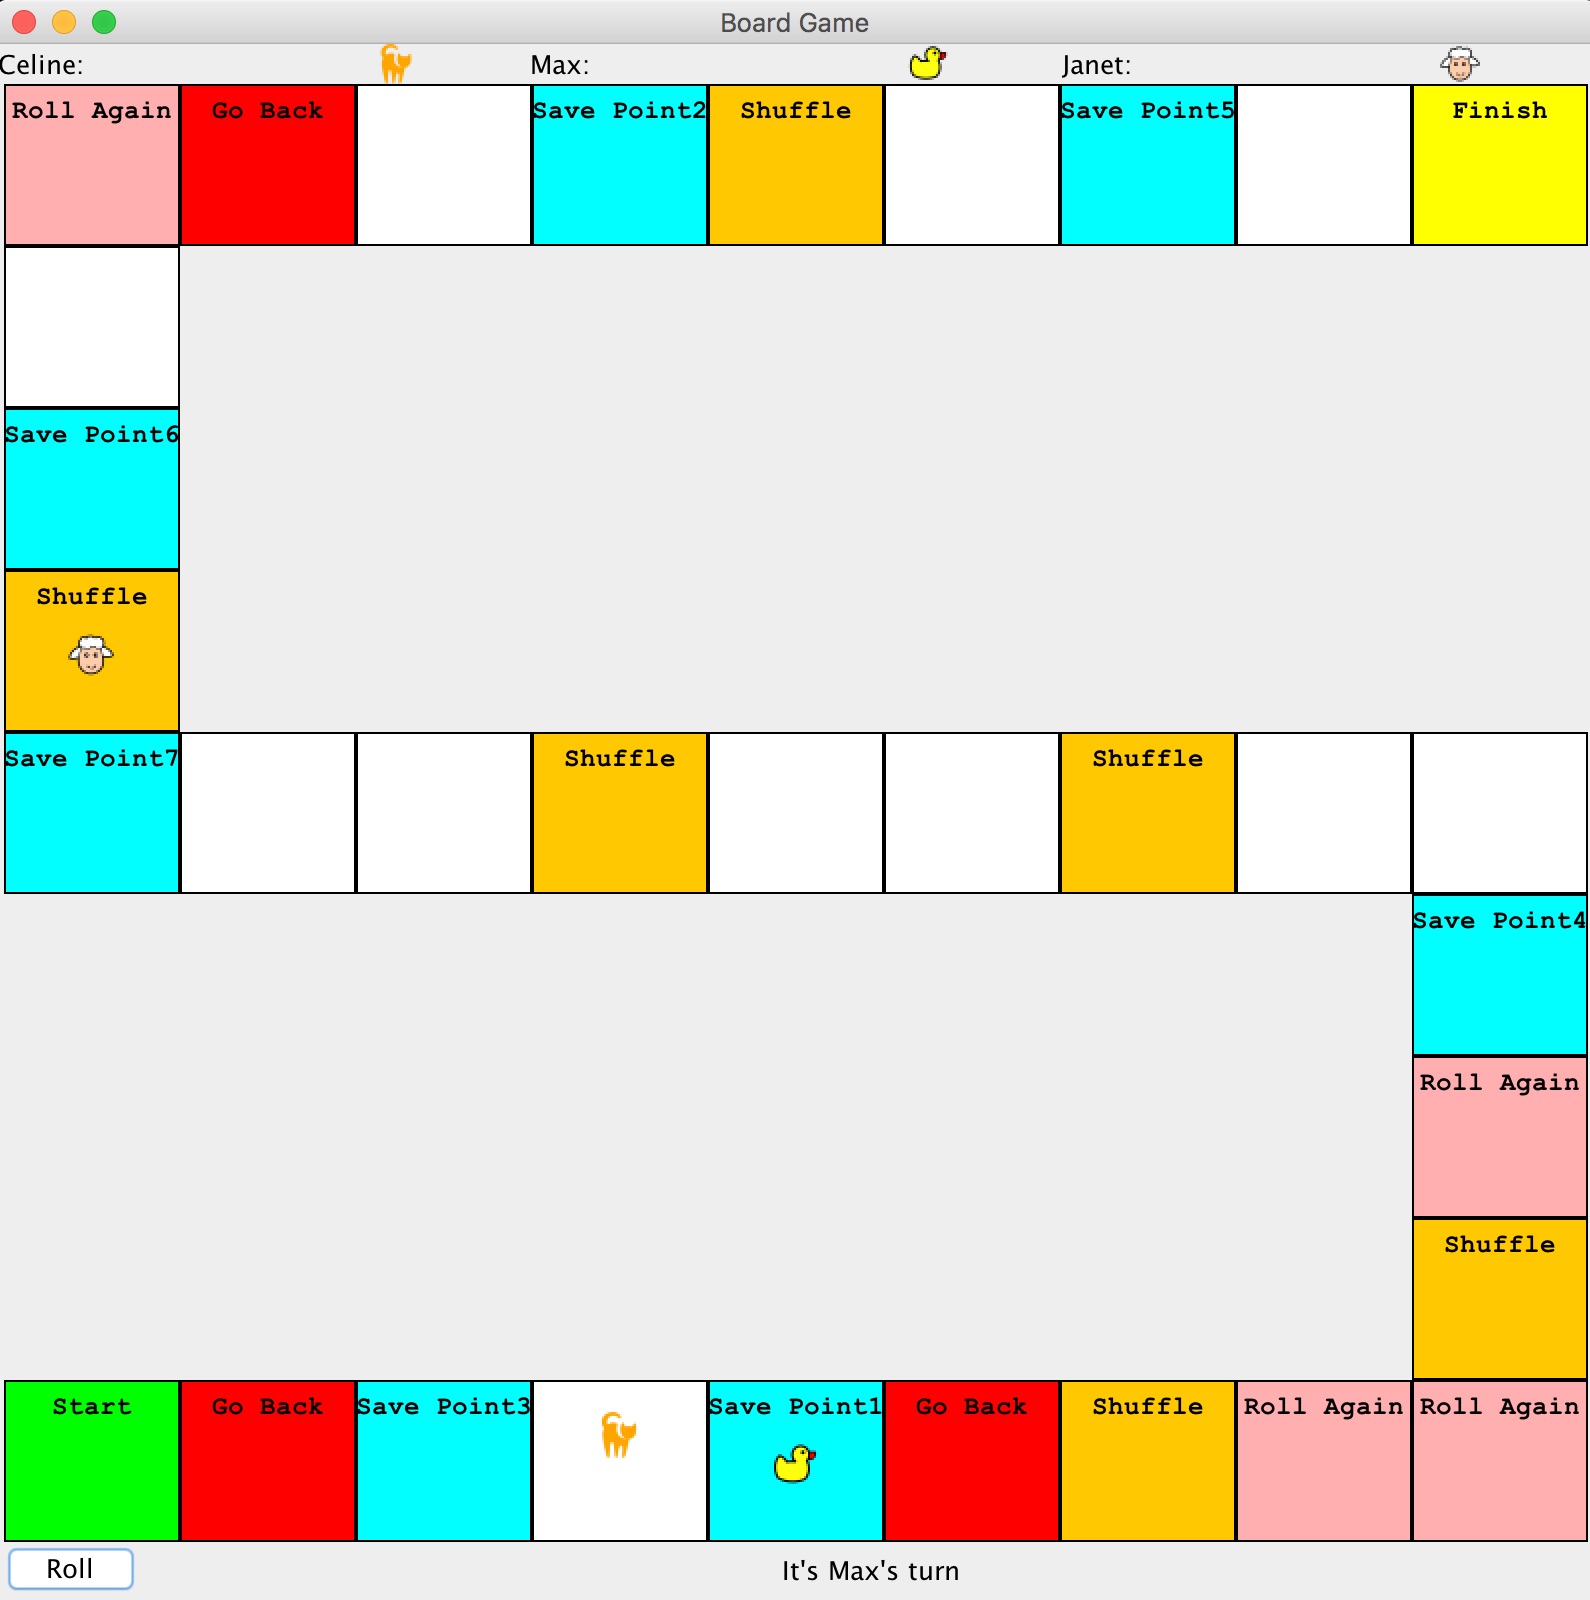 Board Game
Celine: Max: Janet:
Roll Again Go Back Save Point2 Shuffle Save Point5 Finish
Save Point6
Shuffle
Save Point7 Shuffle Shuffle
Save Point4
Roll Again
Shuffle
Start Go Back Save Point3 Save Point1 Go Back Shuffle Roll Again Roll Again
Roll It's Max's turn